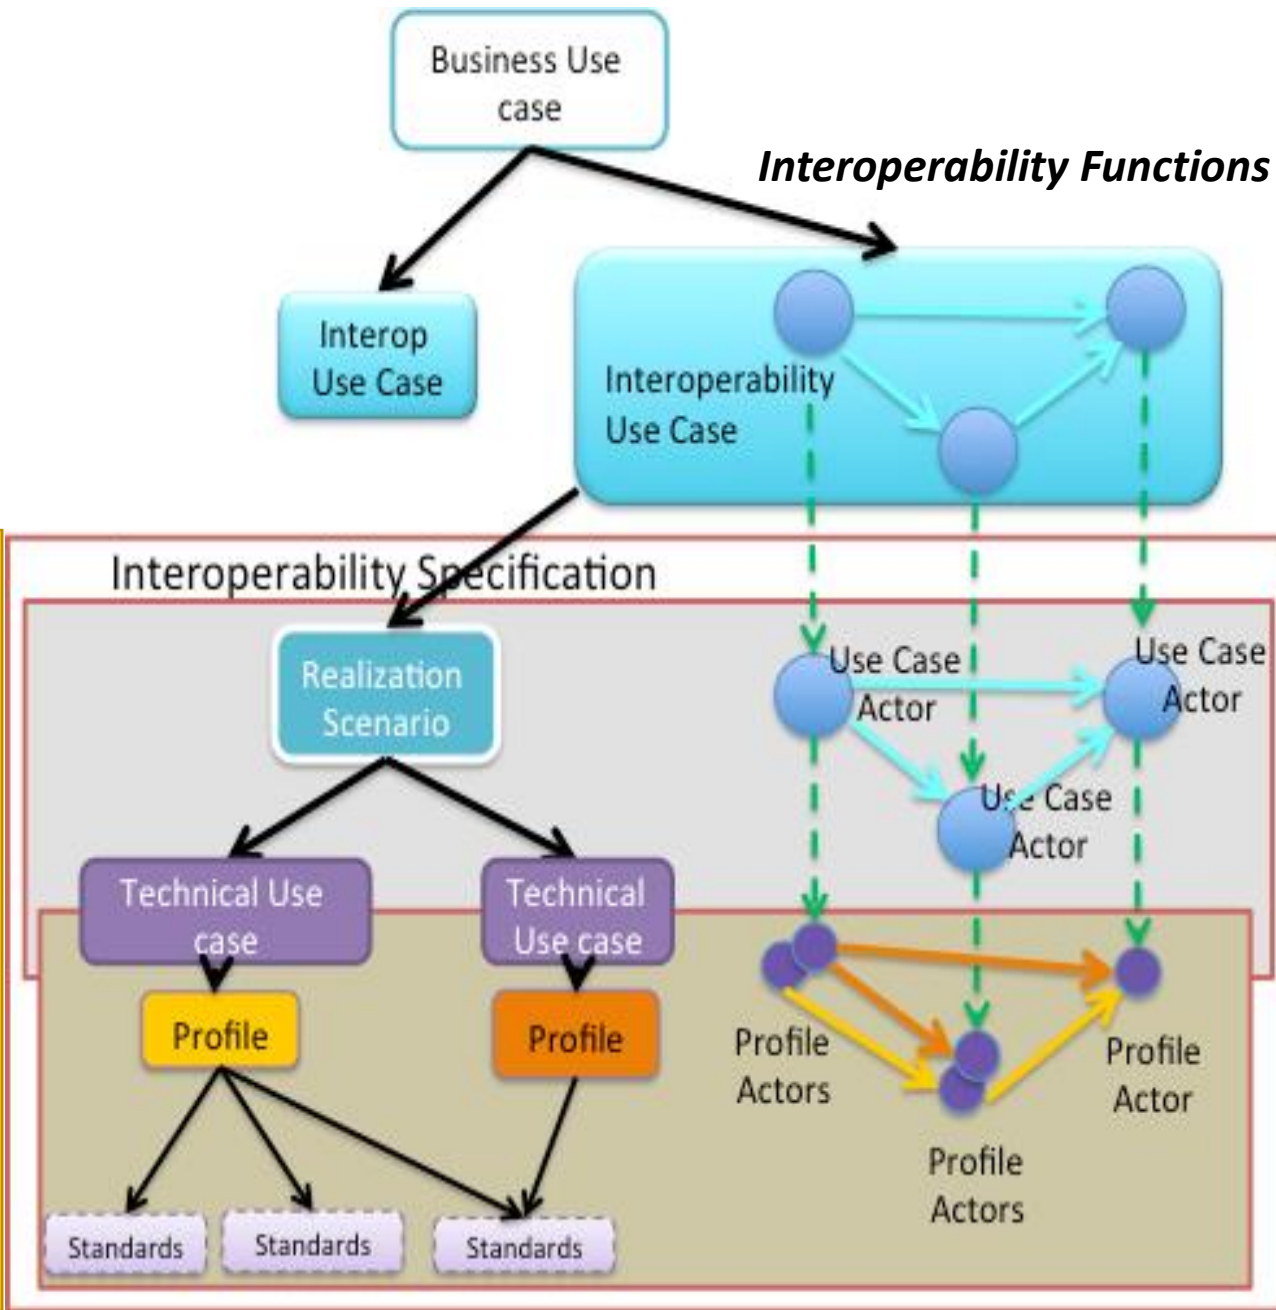 Business Use
case
Interoperability Functions
Interop
Use Case
Interoperability
Use Case
Interoperability Specification
Realization
Scenario
Use Case
Actor
Use Case
Actor
Use Case
Actor
Technical Use
case
Technical
Use case
Profile
Profile
Profile
Actors
Profile
Actor
Profile
Actors
Standards
Standards
Standards